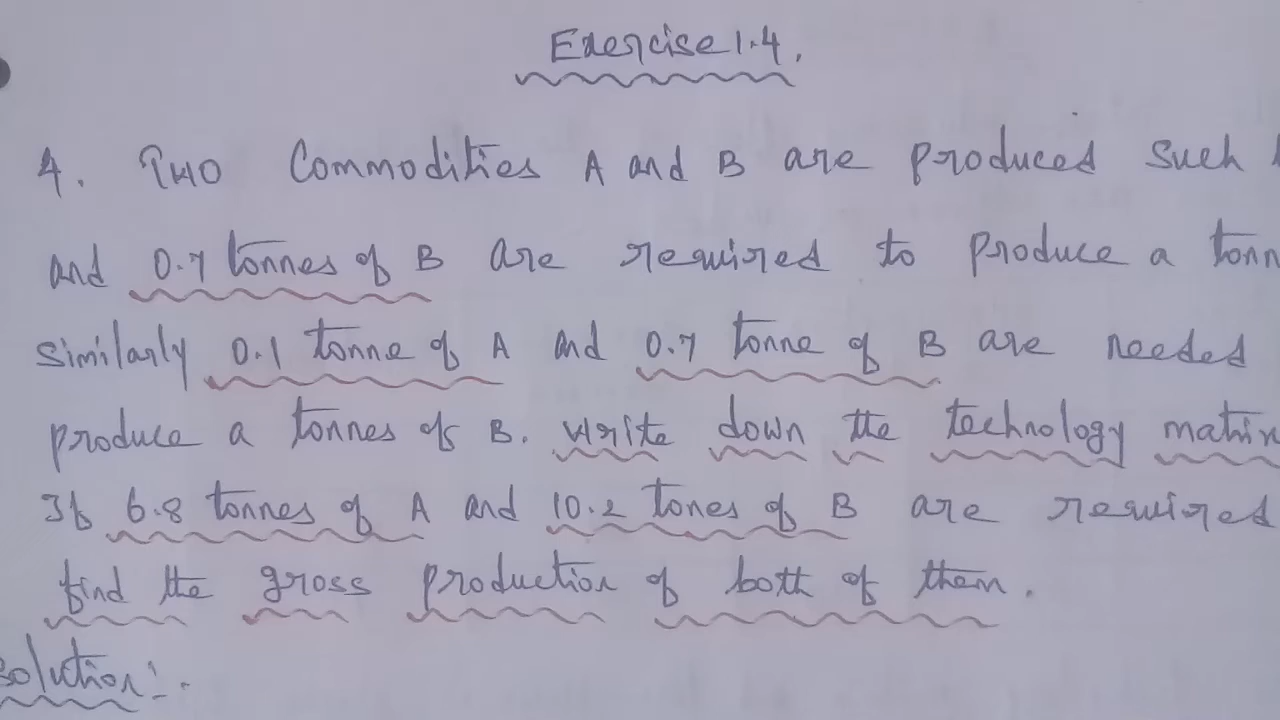 Exercise 1.4.
4. Two Commodities A and B are produced such
and 0.7 tonnes of B are required to produce a tonn
similarly 0.1 tonne of A and 0.7 tonne of B are needed
produce a tonnes of B. write down the technology matrix
If 6.8 tonnes of A and 10.2 tones of B are required
find the gross production of both of them.
solution:-